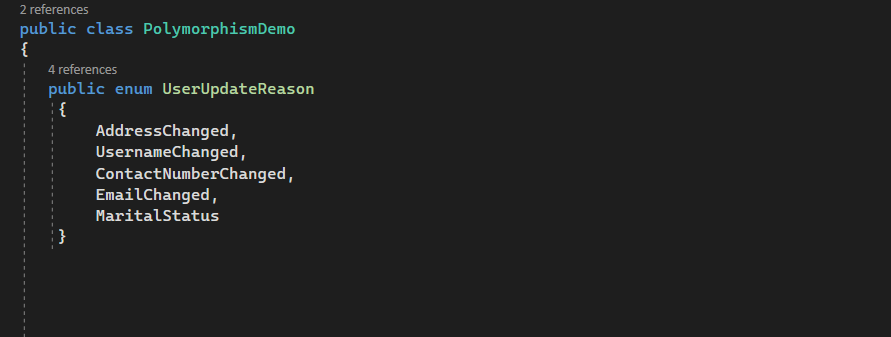 2 references
public class PolymorphismDemo
{
4 references
public enum UserUpdateReason
{
AddressChanged,
UsernameChanged,
ContactNumberChanged,
EmailChanged,
MaritalStatus
}